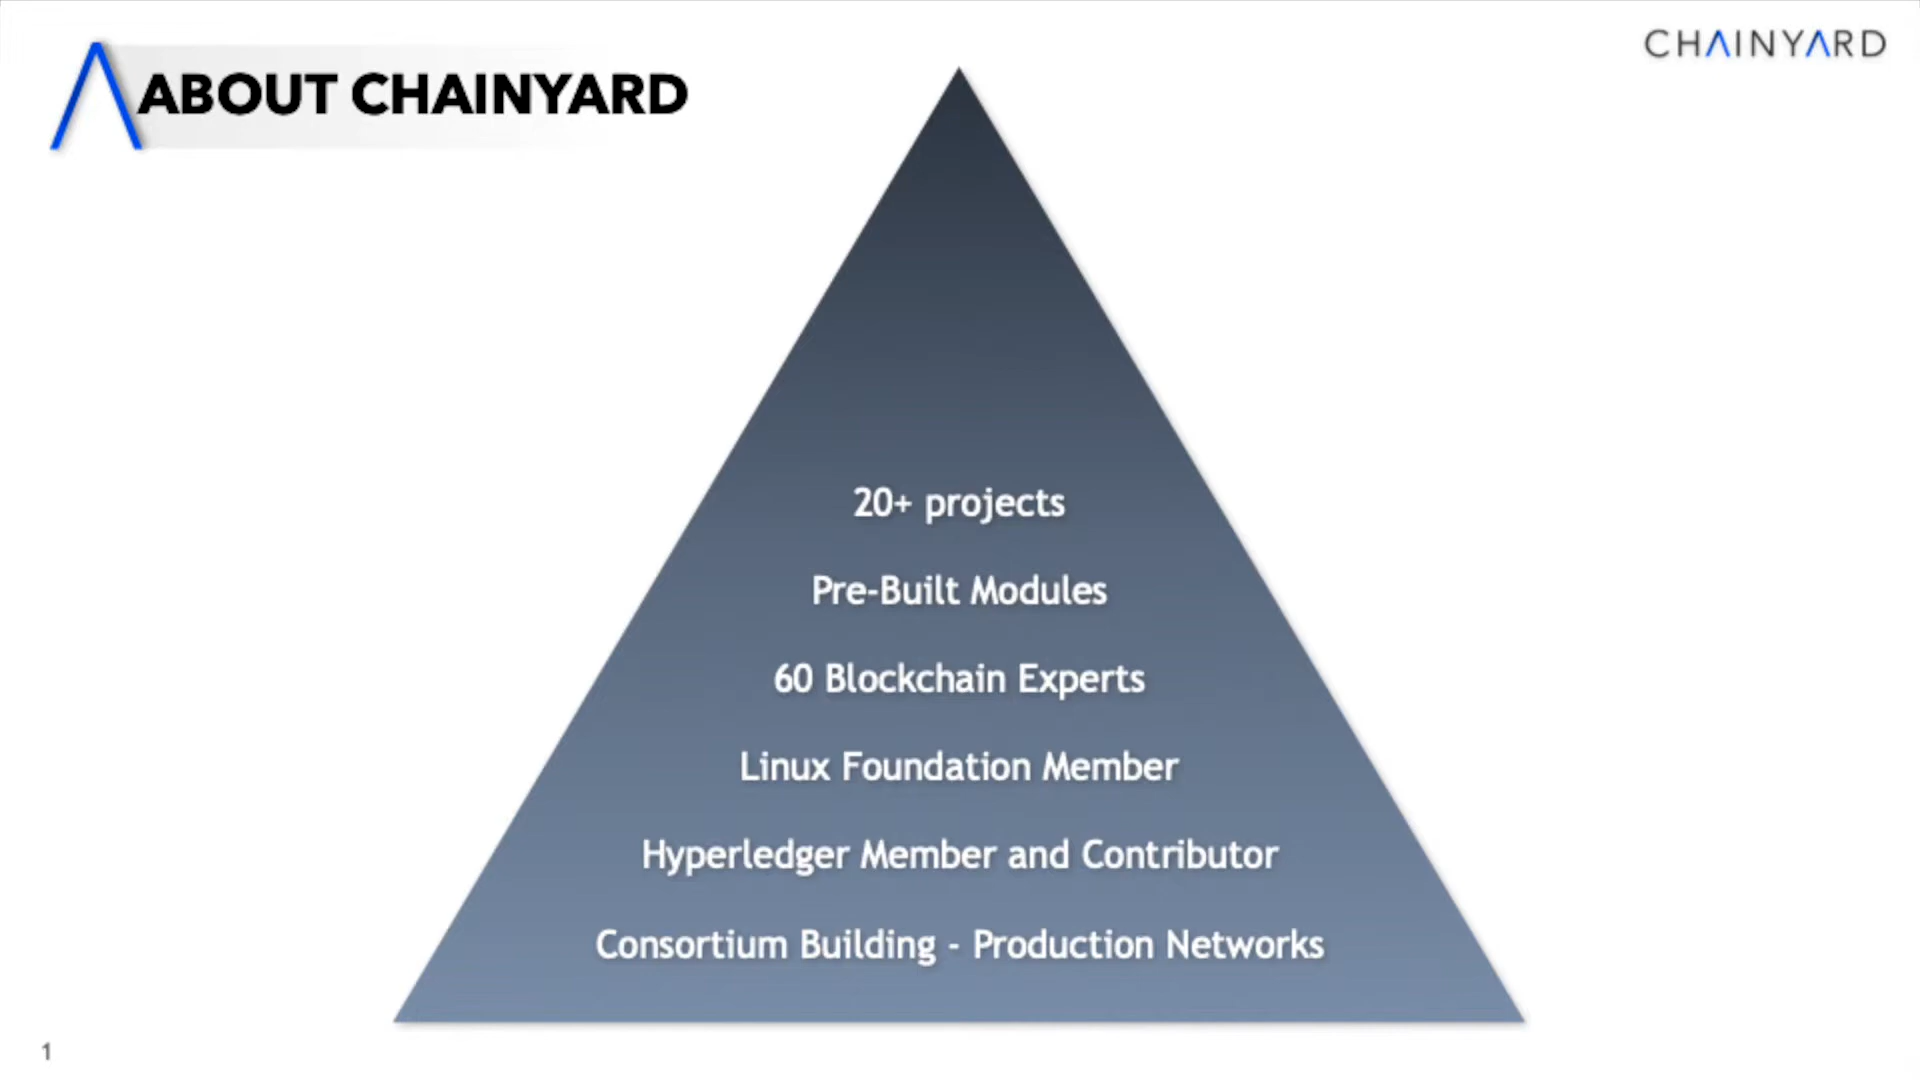 ABOUT CHAINYARD
CHAINYARD
20+ projects
Pre-Built Modules
60 Blockchain Experts
Linux Foundation Member
Hyperledger Member and Contributor
Consortium Building - Production Networks
1